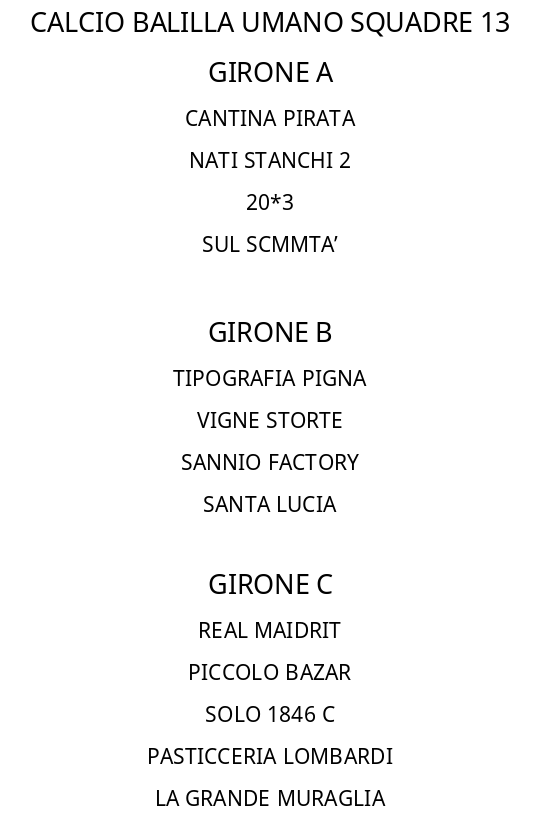 CALCIO BALILLA UMANO SQUADRE 13
GIRONE A
CANTINA PIRATA
NATI STANCHI 2
20*3
SUL SCMMTA’
GIRONE B
TIPOGRAFIA PIGNA
VIGNE STORTE
SANNIO FACTORY
SANTA LUCIA
GIRONE C
REAL MAIDRIT
PICCOLO BAZAR
SOLO 1846 C
PASTICCERIA LOMBARDI
LA GRANDE MURAGLIA